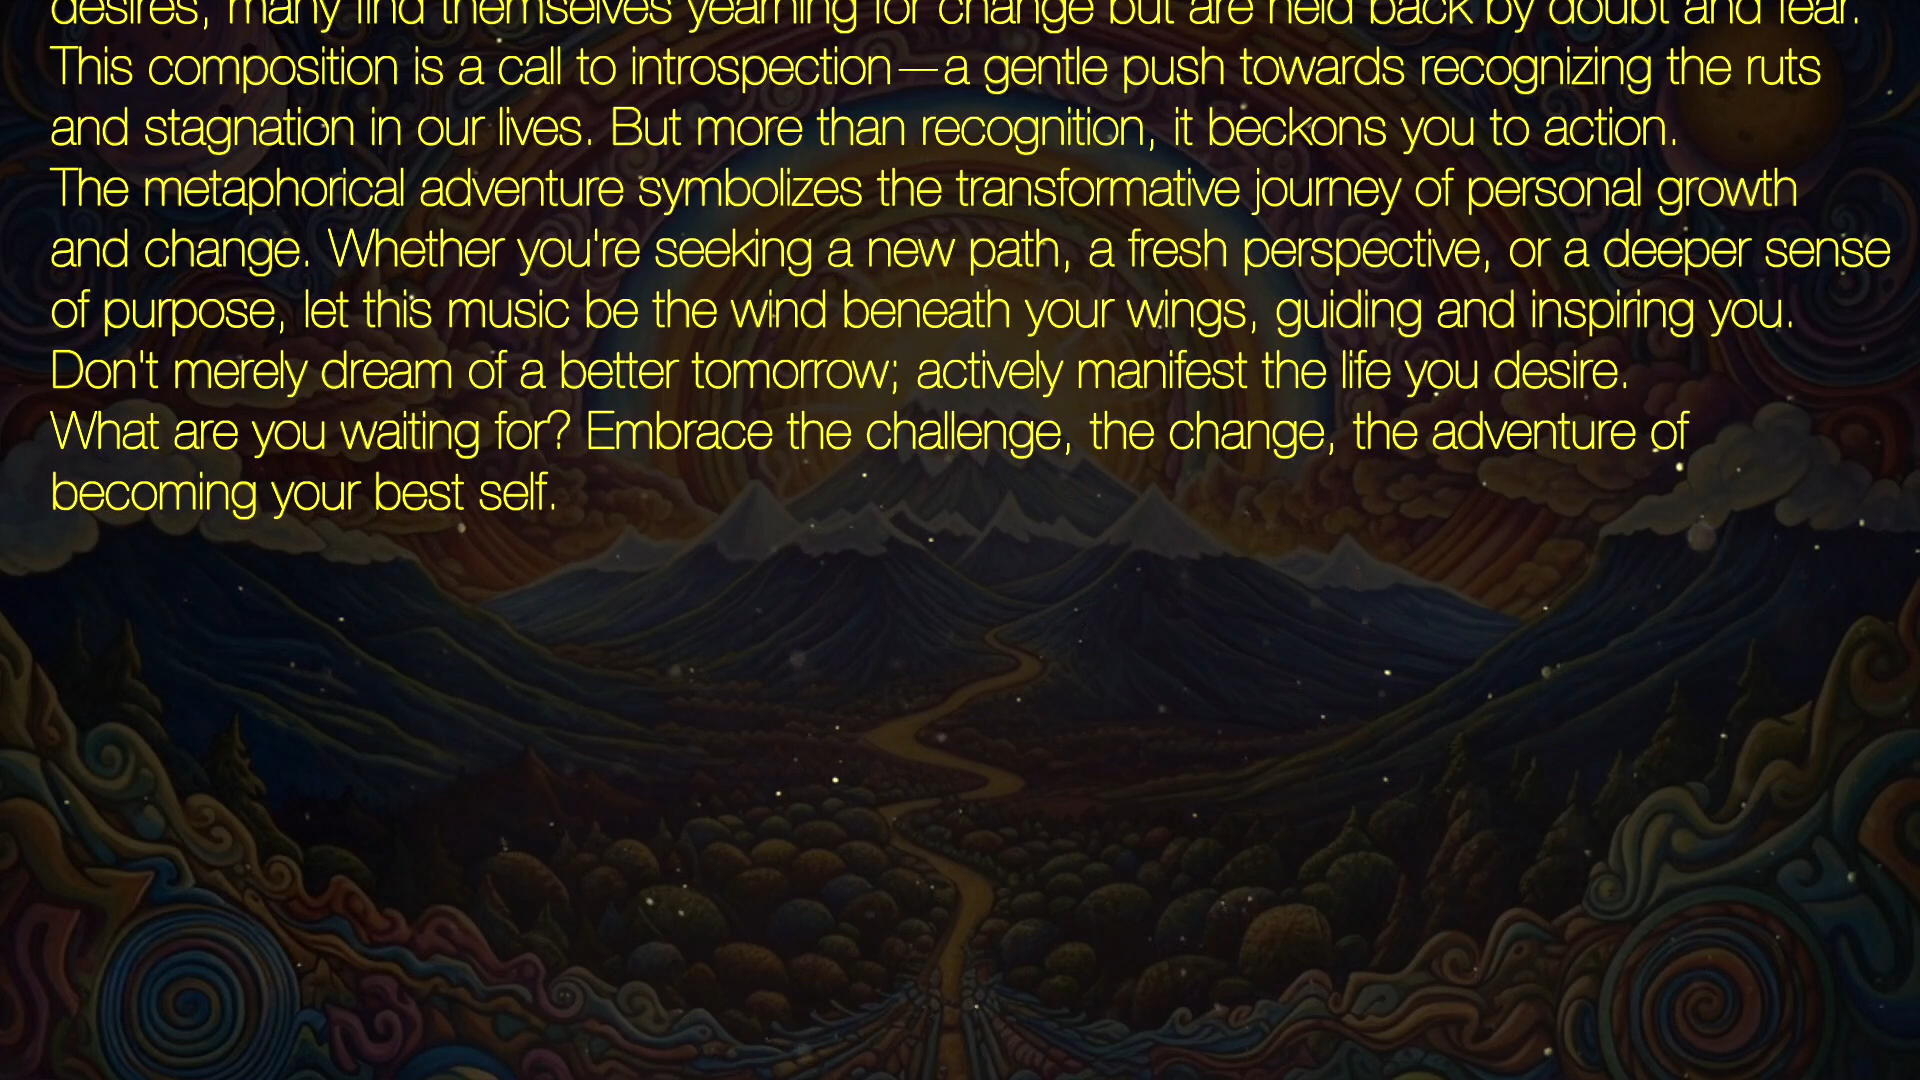 desires, many find themselves yearning for change but are held back by doubt and fear.
This composition is a call to introspection—a gentle push towards recognizing the ruts
and stagnation in our lives. But more than recognition, it beckons you to action.
The metaphorical adventure symbolizes the transformative journey of personal growth
and change. Whether you're seeking a new path, a fresh perspective, or a deeper sense
of purpose, let this music be the wind beneath your wings, guiding and inspiring you.
Don't merely dream of a better tomorrow; actively manifest the life you desire.
What are you waiting for? Embrace the challenge, the change, the adventure of
becoming your best self.